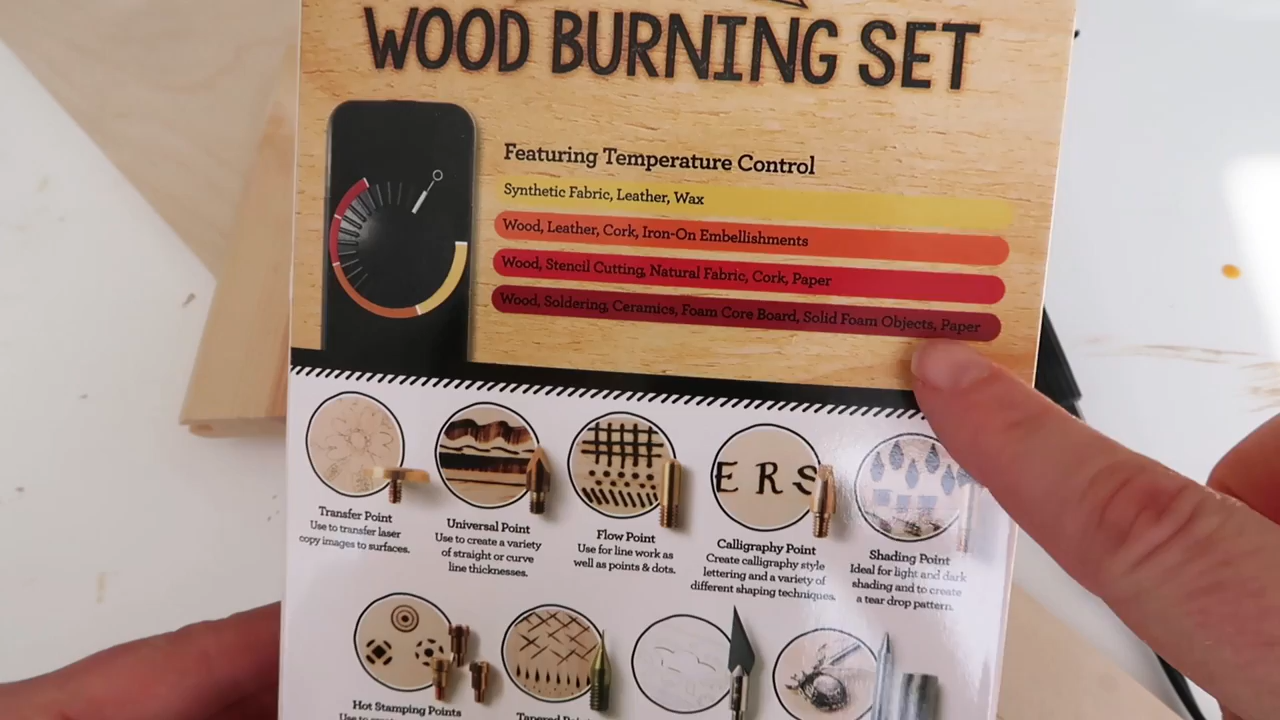 WOOD BURNING SET
Featuring Temperature Control
Synthetic Fabric, Leather, Wax
Wood, Leather, Cork, Iron-On Embellishments
Wood, Stencil Cutting, Natural Fabric, Cork, Paper
Wood, Soldering, Ceramics, Foam Core Board, Solid Foam Objects, Paper
E R S
Transfer Point
Use to transfer laser
copy images to surfaces.
Universal Point
Use to create a variety
of straight or curve
line thicknesses.
Flow Point
Use for line work as
well as points & dots.
Calligraphy Point
Create calligraphy style
lettering and a variety of
different shaping techniques.
Shading Point
Ideal for light and dark
shading and to create
a tear drop pattern.
Hot Stamping Points
Use to
Tapered